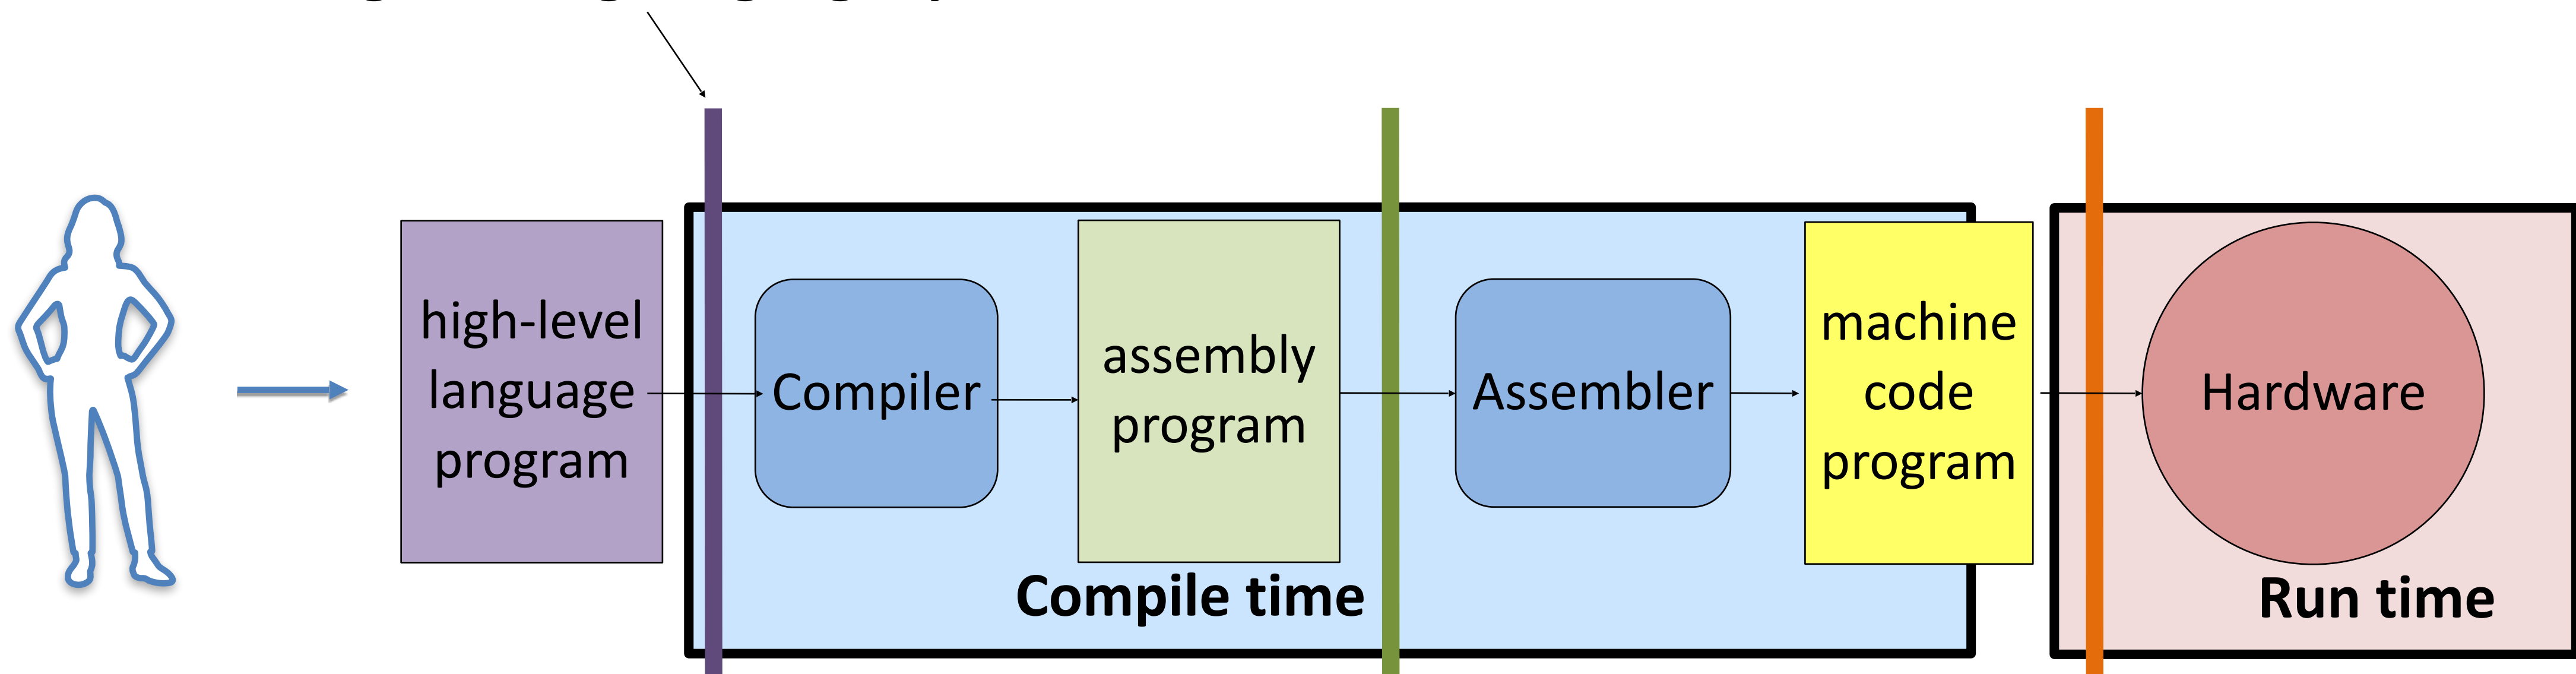 high-level
language
program
Compiler
assembly
program
Assembler
machine
code
program
Hardware
Compile time
Run time